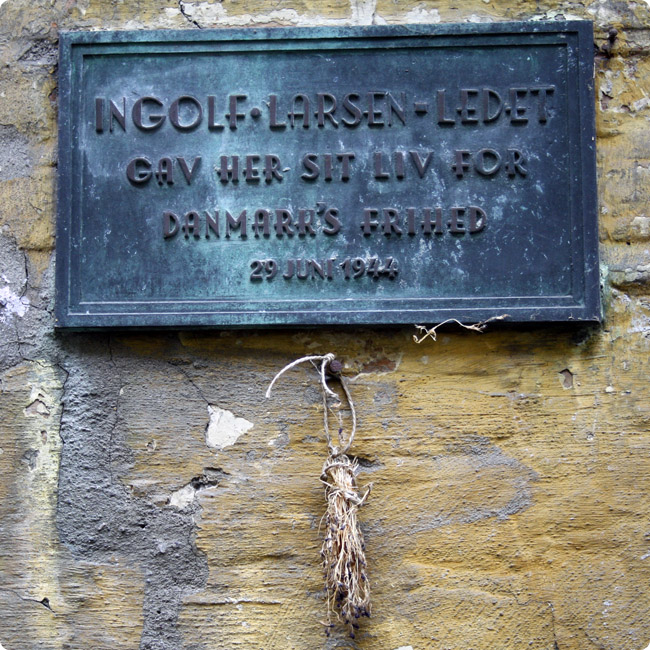 INGOLF·LARSEN-LEDET
GAV HER SIT LIV FOR
DANMARK'S FRIHED
29 JUNI 1944